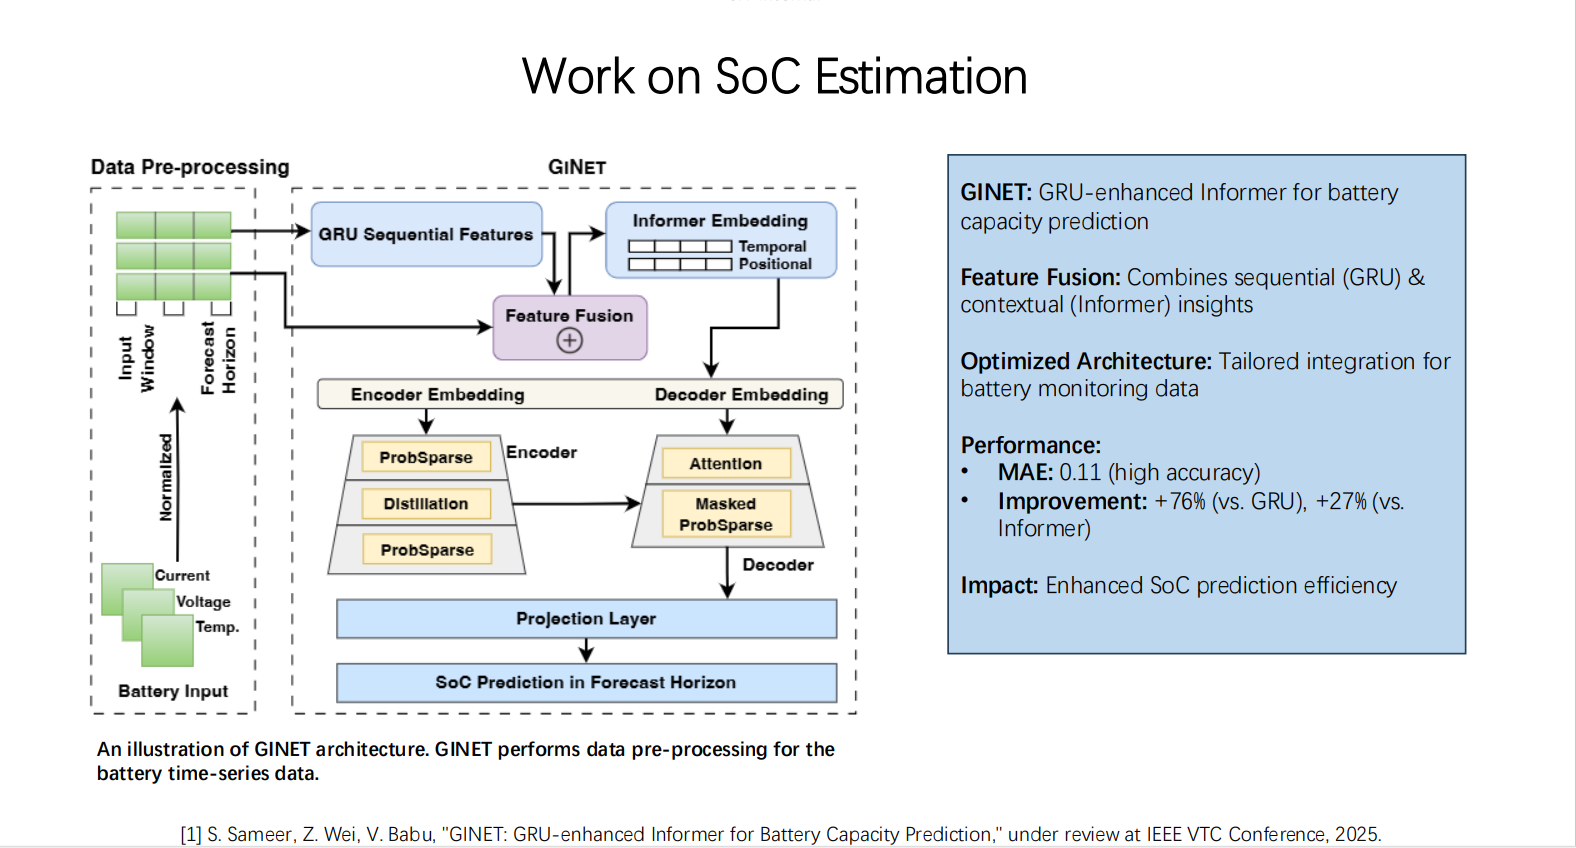 Work on SoC Estimation
Data Pre-processing
GINET
GRU Sequential Features
Informer Embedding
Temporal
Positional
Feature Fusion
Input
Window
Forecast
Horizon
Normalized
Encoder Embedding
Decoder Embedding
Encoder
ProbSparse
Distillation
ProbSparse
Attention
Masked
ProbSparse
Decoder
Current
Voltage
Temp.
Battery Input
Projection Layer
SoC Prediction in Forecast Horizon
An illustration of GINET architecture. GINET performs data pre-processing for the
battery time-series data.
GINET: GRU-enhanced Informer for battery
capacity prediction
Feature Fusion: Combines sequential (GRU) &
contextual (Informer) insights
Optimized Architecture: Tailored integration for
battery monitoring data
Performance:
• MAE: 0.11 (high accuracy)
• Improvement: +76% (vs. GRU), +27% (vs.
Informer)
Impact: Enhanced SoC prediction efficiency
[1] S. Sameer, Z. Wei, V. Babu, "GINET: GRU-enhanced Informer for Battery Capacity Prediction," under review at IEEE VTC Conference, 2025.